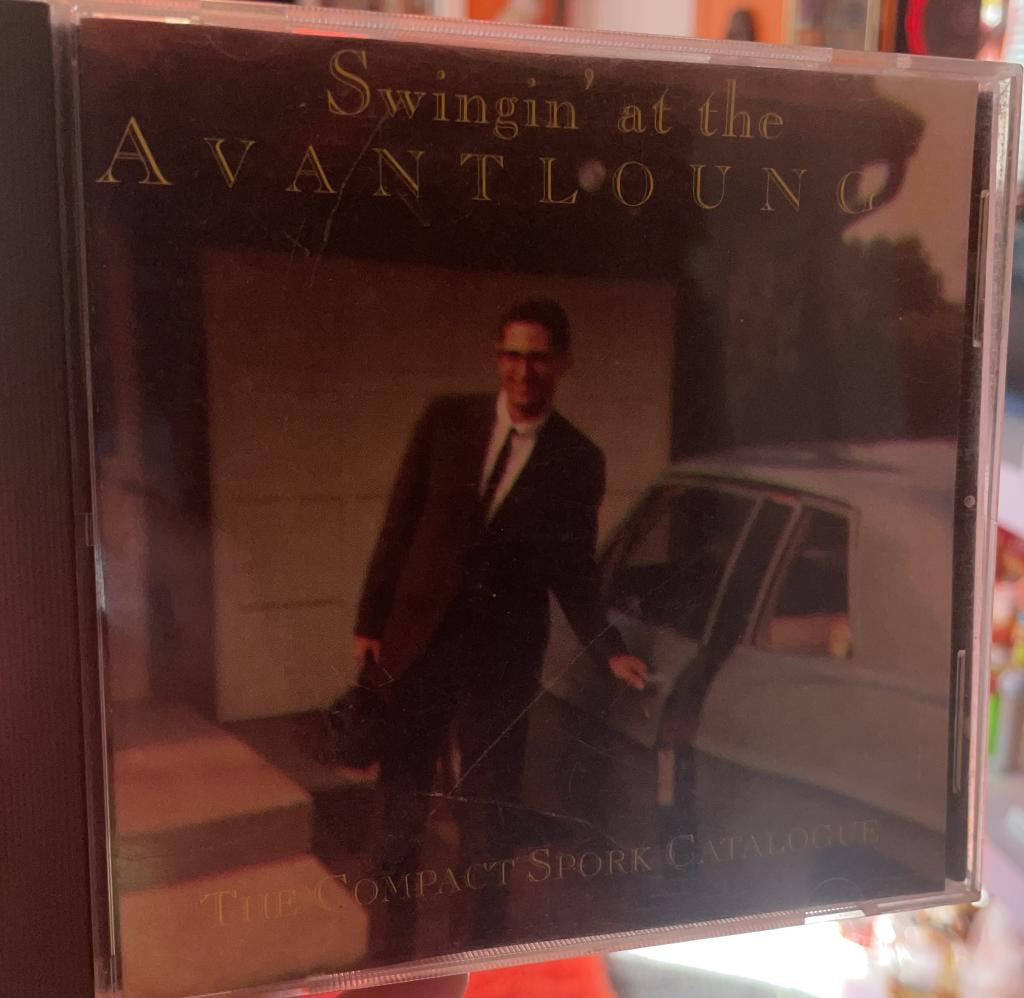 Swingin' at the
AVANTLOUNG
THE COMPACT SPORK CATALOGUE